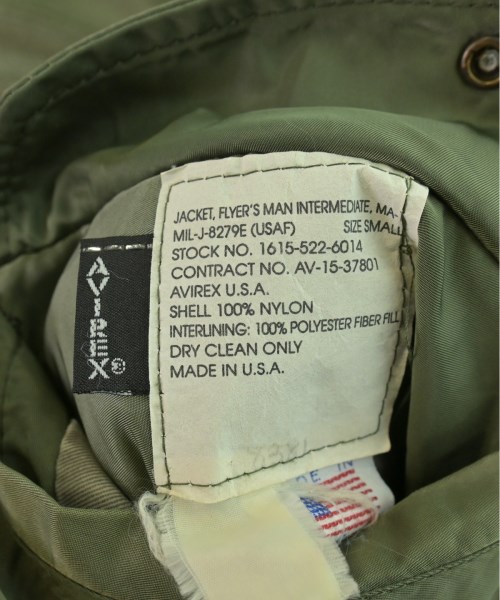 JACKET, FLYER'S MAN INTERMEDIATE, MA-
MIL-J-8279E (USAF) SIZE SMALL
STOCK NO. 1615-522-6014
CONTRACT NO. AV-15-37801
AVIREX U.S.A.
SHELL 100% NYLON
INTERLINING: 100% POLYESTER FIBER FILL
DRY CLEAN ONLY
MADE IN U.S.A.
AVIREX®
IN